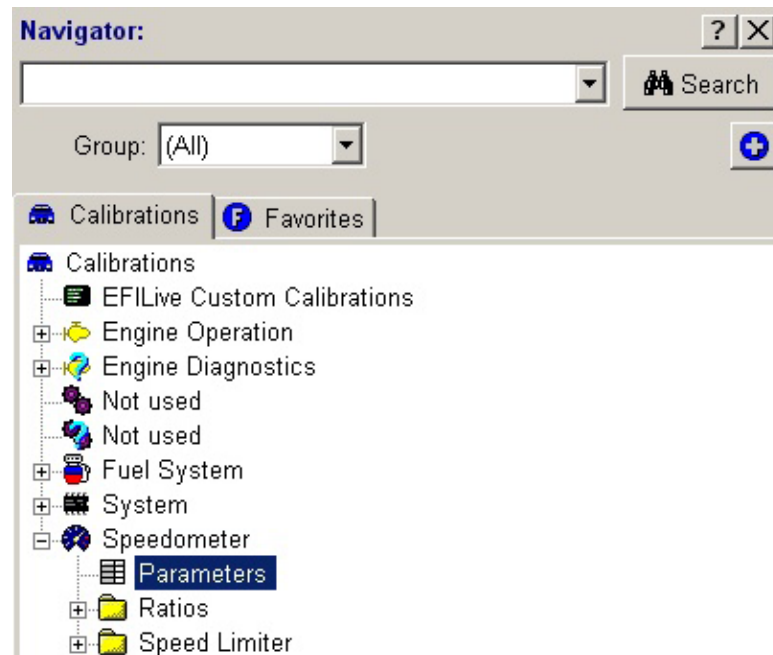 Navigator:
Search
Group: (All)
Calibrations Favorites
Calibrations
EFILive Custom Calibrations
Engine Operation
Engine Diagnostics
Not used
Not used
Fuel System
System
Speedometer
Parameters
Ratios
Speed Limiter